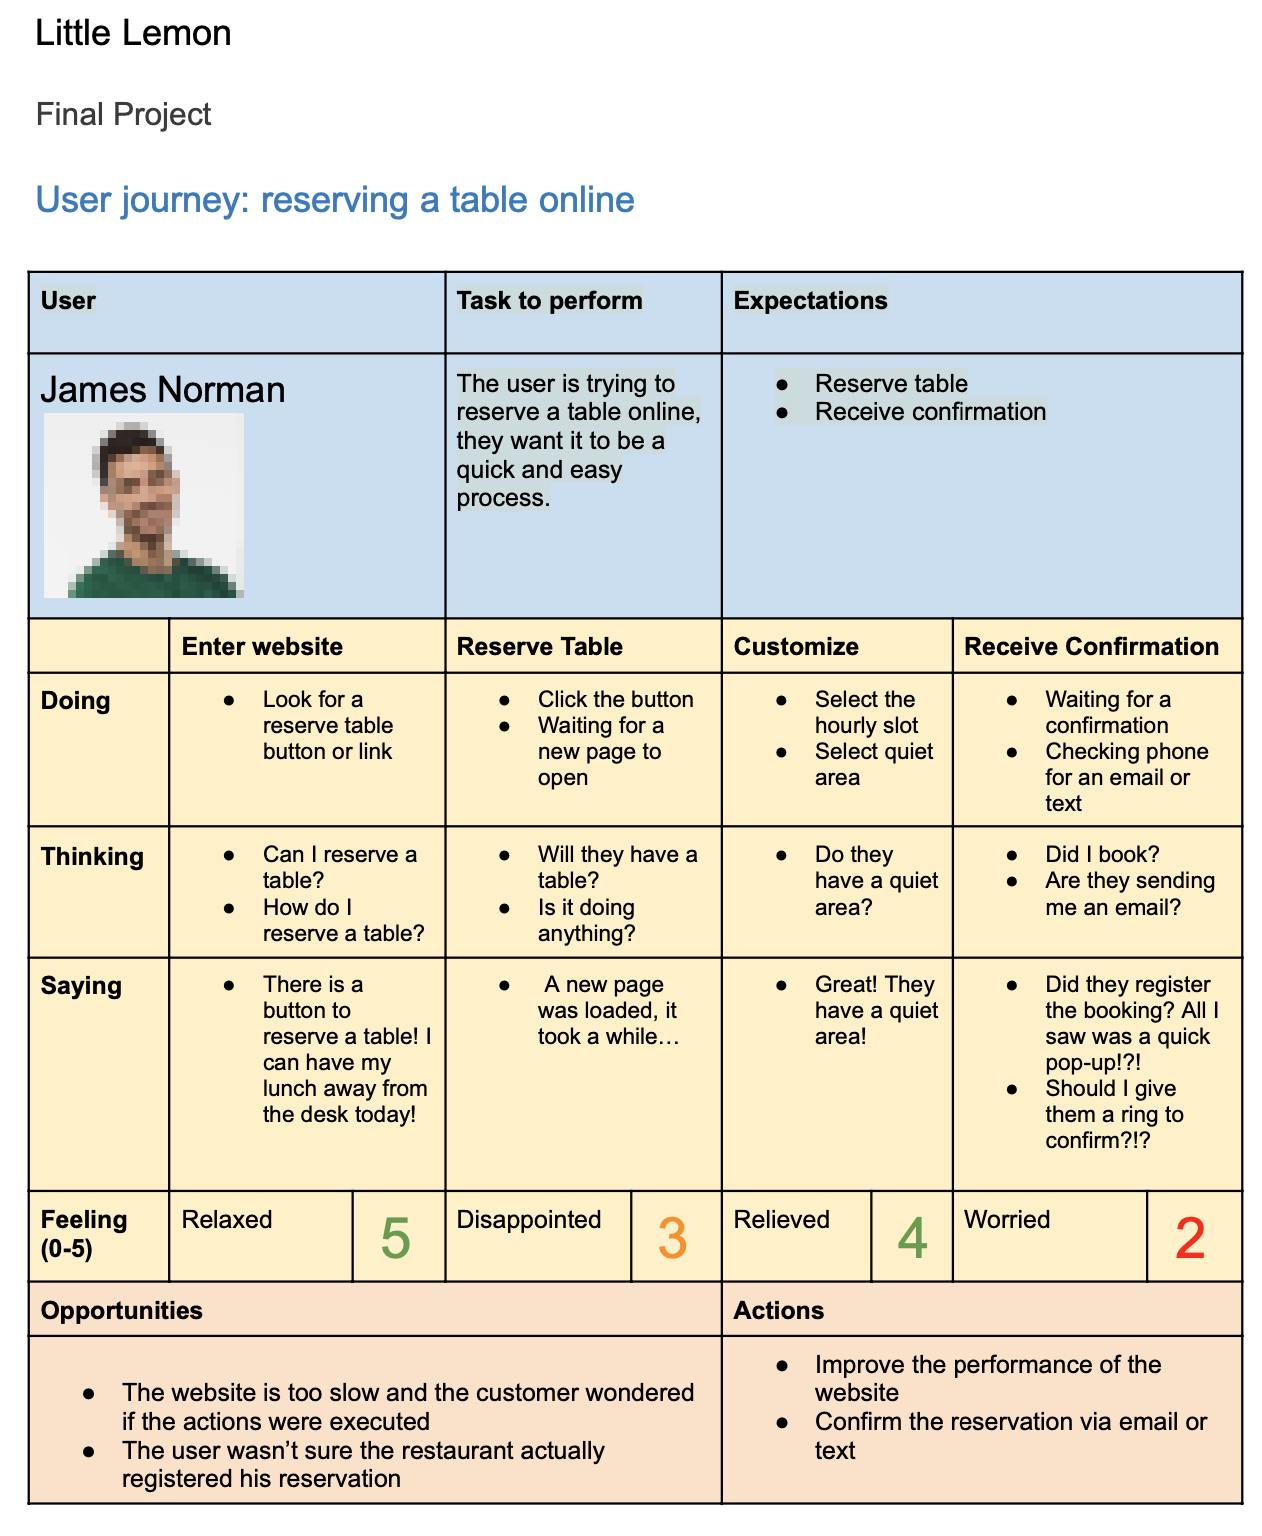 Little Lemon
Final Project
User journey: reserving a table online
User
Task to perform
Expectations
James Norman
The user is trying to
reserve a table online,
they want it to be a
quick and easy
process.
● Reserve table
● Receive confirmation
Enter website
Reserve Table
Customize
Receive Confirmation
Doing
● Look for a
reserve table
button or link
● Click the button
● Waiting for a
new page to
open
● Select the
hourly slot
● Select quiet
area
● Waiting for a
confirmation
● Checking phone
for an email or
text
Thinking
● Can I reserve a
table?
● How do I
reserve a table?
● Will they have a
table?
● Is it doing
anything?
● Do they
have a quiet
area?
● Did I book?
● Are they sending
me an email?
Saying
● There is a
button to
reserve a table! I
can have my
lunch away from
the desk today!
● A new page
was loaded, it
took a while…
● Great! They
have a quiet
area!
● Did they register
the booking? All I
saw was a quick
pop-up!?!
● Should I give
them a ring to
confirm?!?
Feeling
(0-5)
Relaxed
5
Disappointed
3
Relieved
4
Worried
2
Opportunities
Actions
● The website is too slow and the customer wondered
if the actions were executed
● The user wasn’t sure the restaurant actually
registered his reservation
● Improve the performance of the
website
● Confirm the reservation via email or
text